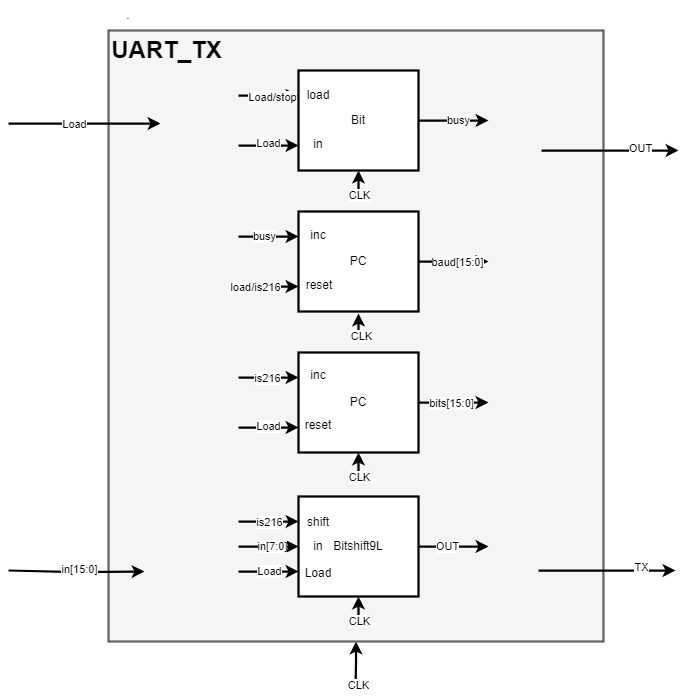 UART_TX
Load/stop
load
Load
Bit
busy
OUT
Load
in
CLK
busy
inc
PC
baud[15:0]
load/is216
reset
CLK
is216
inc
PC
bits[15:0]
Load
reset
CLK
is216
shift
in[7:0]
in
Bitshift9L
OUT
in[15:0]
Load
Load
TX
CLK
CLK